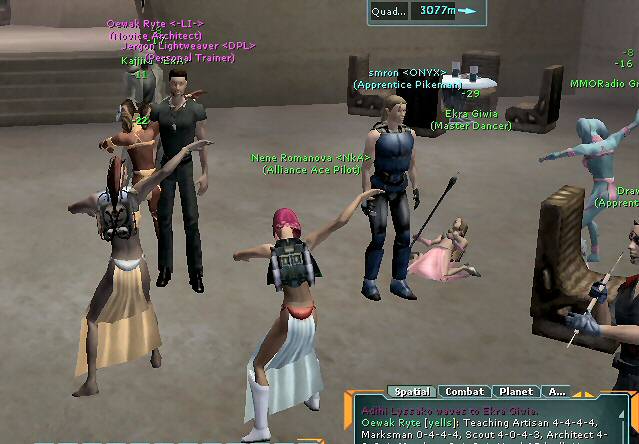 Quad... 3077m
Oewak Ryte <-LI->
(Novice Architect)
Jergon Lightweaver <DPL>
(Personal Trainer)
11
-22
smron <ONYX>
(Apprentice Pikeman)
-29
Ekra Giwia
(Master Dancer)
-8
-16
MMORadio
Nene Romanova <NkA>
(Alliance Ace Pilot)
Draw
(Apprent
Spatial Combat Planet A...
Adihi Lyssako waves to Ekra Giwia.
Oewak Ryte [yells]: Teaching Artisan 4-4-4-4,
Marksman 0-4-4-4, Scout 4-0-3-4, Architect 4-